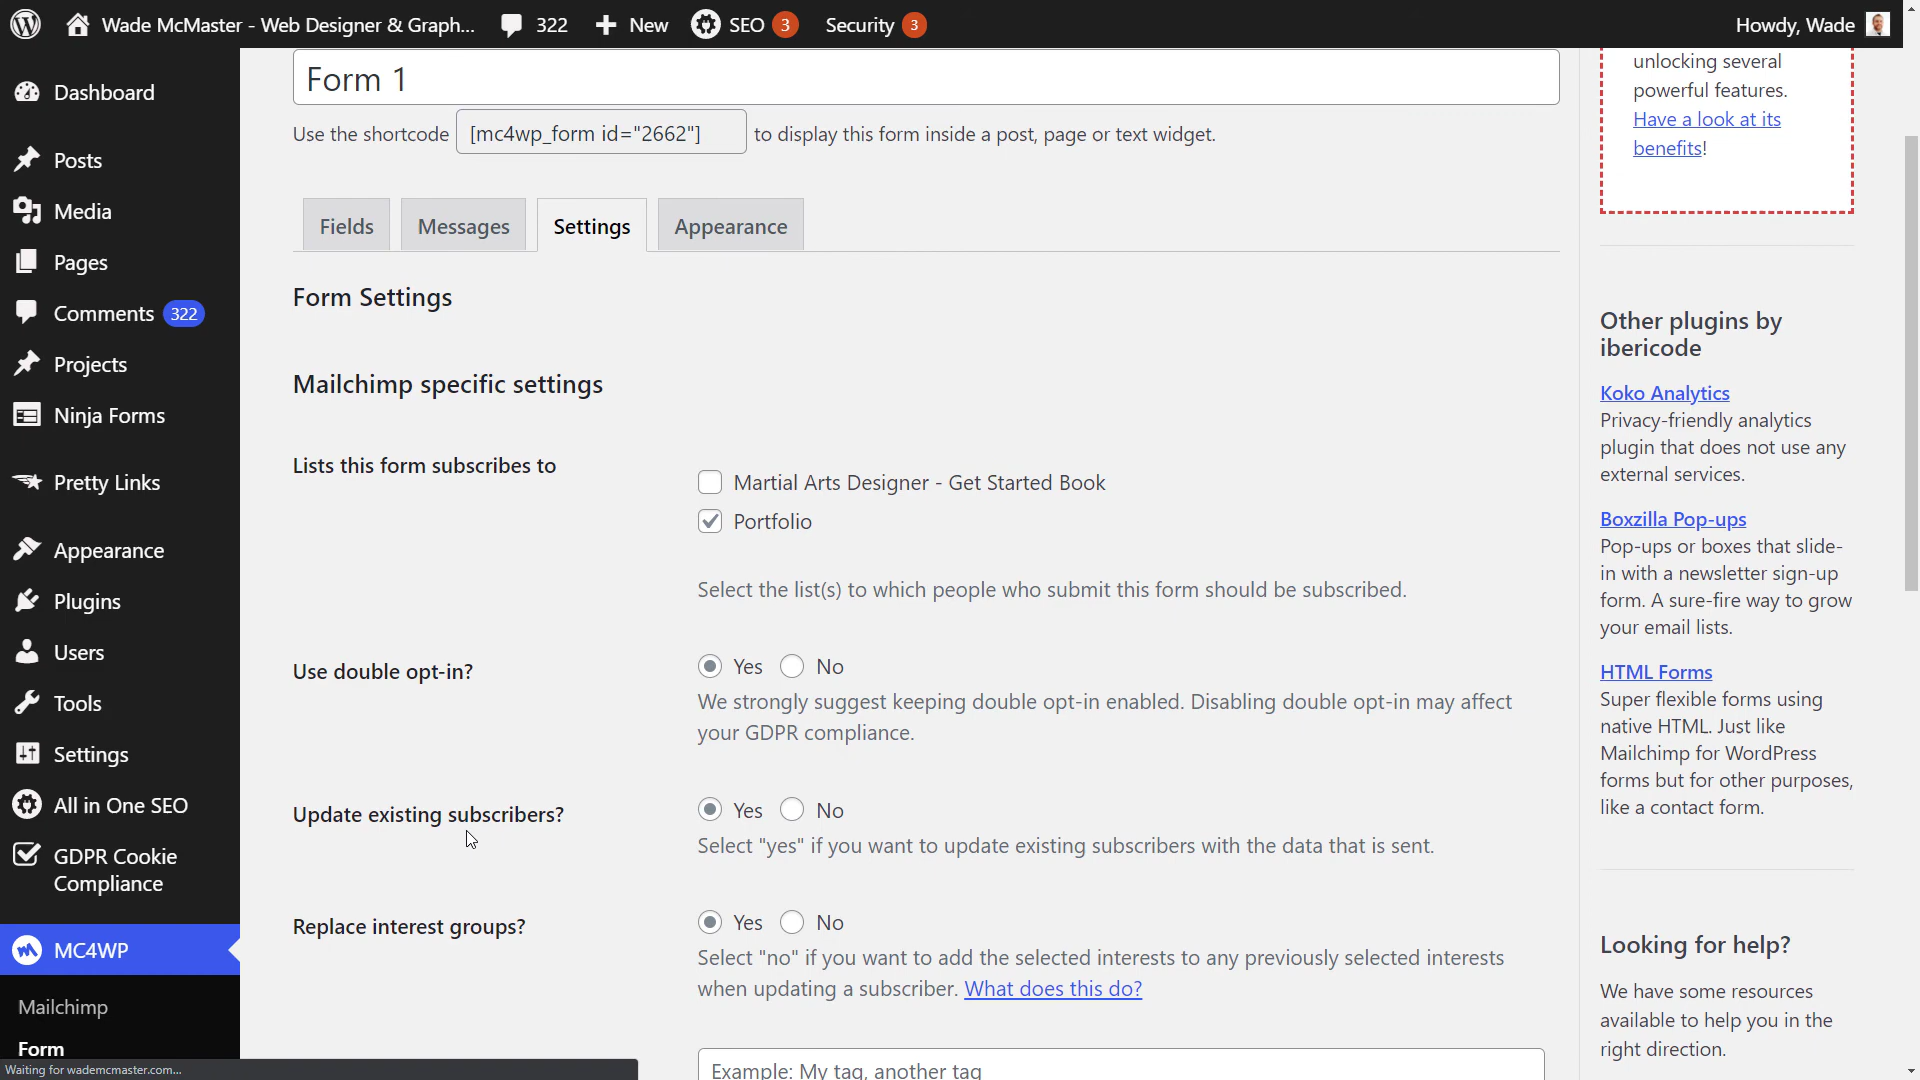 Wade McMaster - Web Designer & Graph... 322 New SEO 3 Security 3 Howdy, Wade
Dashboard
Posts
Media
Pages
Comments 322
Projects
Ninja Forms
Pretty Links
Appearance
Plugins
Users
Tools
Settings
All in One SEO
GDPR Cookie
Compliance
MC4WP
Mailchimp
Form
Waiting for wademcmaster.com...
Form 1
Use the shortcode [mc4wp_form id="2662"] to display this form inside a post, page or text widget.
Fields Messages Settings Appearance
Form Settings
Mailchimp specific settings
Lists this form subscribes to
Martial Arts Designer - Get Started Book
Portfolio
Select the list(s) to which people who submit this form should be subscribed.
Use double opt-in?
Yes No
We strongly suggest keeping double opt-in enabled. Disabling double opt-in may affect
your GDPR compliance.
Update existing subscribers?
Yes No
Select "yes" if you want to update existing subscribers with the data that is sent.
Replace interest groups?
Yes No
Select "no" if you want to add the selected interests to any previously selected interests
when updating a subscriber. What does this do?
Example: My tag, another tag
unlocking several
powerful features.
Have a look at its
benefits!
Other plugins by
ibericode
Koko Analytics
Privacy-friendly analytics
plugin that does not use any
external services.
Boxzilla Pop-ups
Pop-ups or boxes that slide-
in with a newsletter sign-up
form. A sure-fire way to grow
your email lists.
HTML Forms
Super flexible forms using
native HTML. Just like
Mailchimp for WordPress
forms but for other purposes,
like a contact form.
Looking for help?
We have some resources
available to help you in the
right direction.